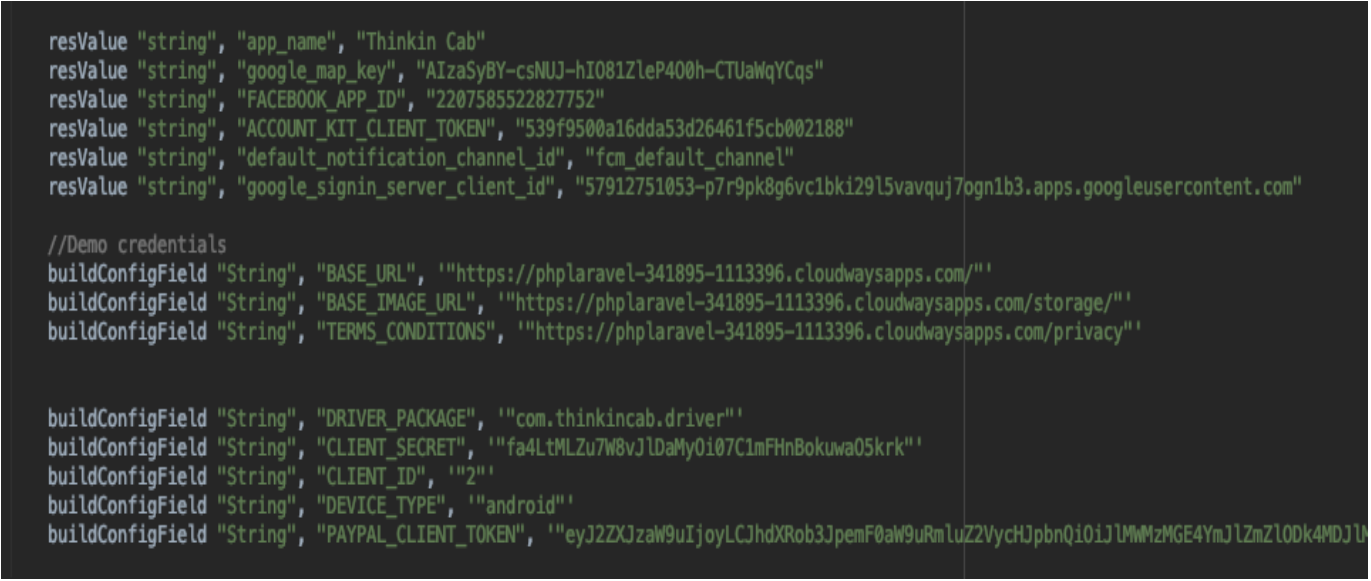 resValue "string", "app_name", "Thinkin Cab"
resValue "string", "google_map_key", "AIzaSyBY-csNUJ-hIO81ZleP4O0h-CTUaWqYCqs"
resValue "string", "FACEBOOK_APP_ID", "2207585522827752"
resValue "string", "ACCOUNT_KIT_CLIENT_TOKEN", "539f9500a16dda53d26461f5cb002188"
resValue "string", "default_notification_channel_id", "fcm_default_channel"
resValue "string", "google_signin_server_client_id", "57912751053-p7r9pk8g6vc1bki29l5vavquj7ogn1b3.apps.googleusercontent.com"
//Demo credentials
buildConfigField "String", "BASE_URL", '"https://phplaravel-341895-1113396.cloudwaysapps.com/"'
buildConfigField "String", "BASE_IMAGE_URL", '"https://phplaravel-341895-1113396.cloudwaysapps.com/storage/"'
buildConfigField "String", "TERMS_CONDITIONS", '"https://phplaravel-341895-1113396.cloudwaysapps.com/privacy"'
buildConfigField "String", "DRIVER_PACKAGE", '"com.thinkincab.driver"'
buildConfigField "String", "CLIENT_SECRET", '"fa4LtMLZu7W8vJlDaMyOi07C1mFHnBokuwaO5krk"'
buildConfigField "String", "CLIENT_ID", '"2"'
buildConfigField "String", "DEVICE_TYPE", '"android"'
buildConfigField "String", "PAYPAL_CLIENT_TOKEN", '"eyJ2ZXJzaW9uIjoyLCJhdXRob3JpemF0aW9uRmluZ2VycHJpbnQiOiJlMWMzMGE4YmJlZmZlODk4MDJlM